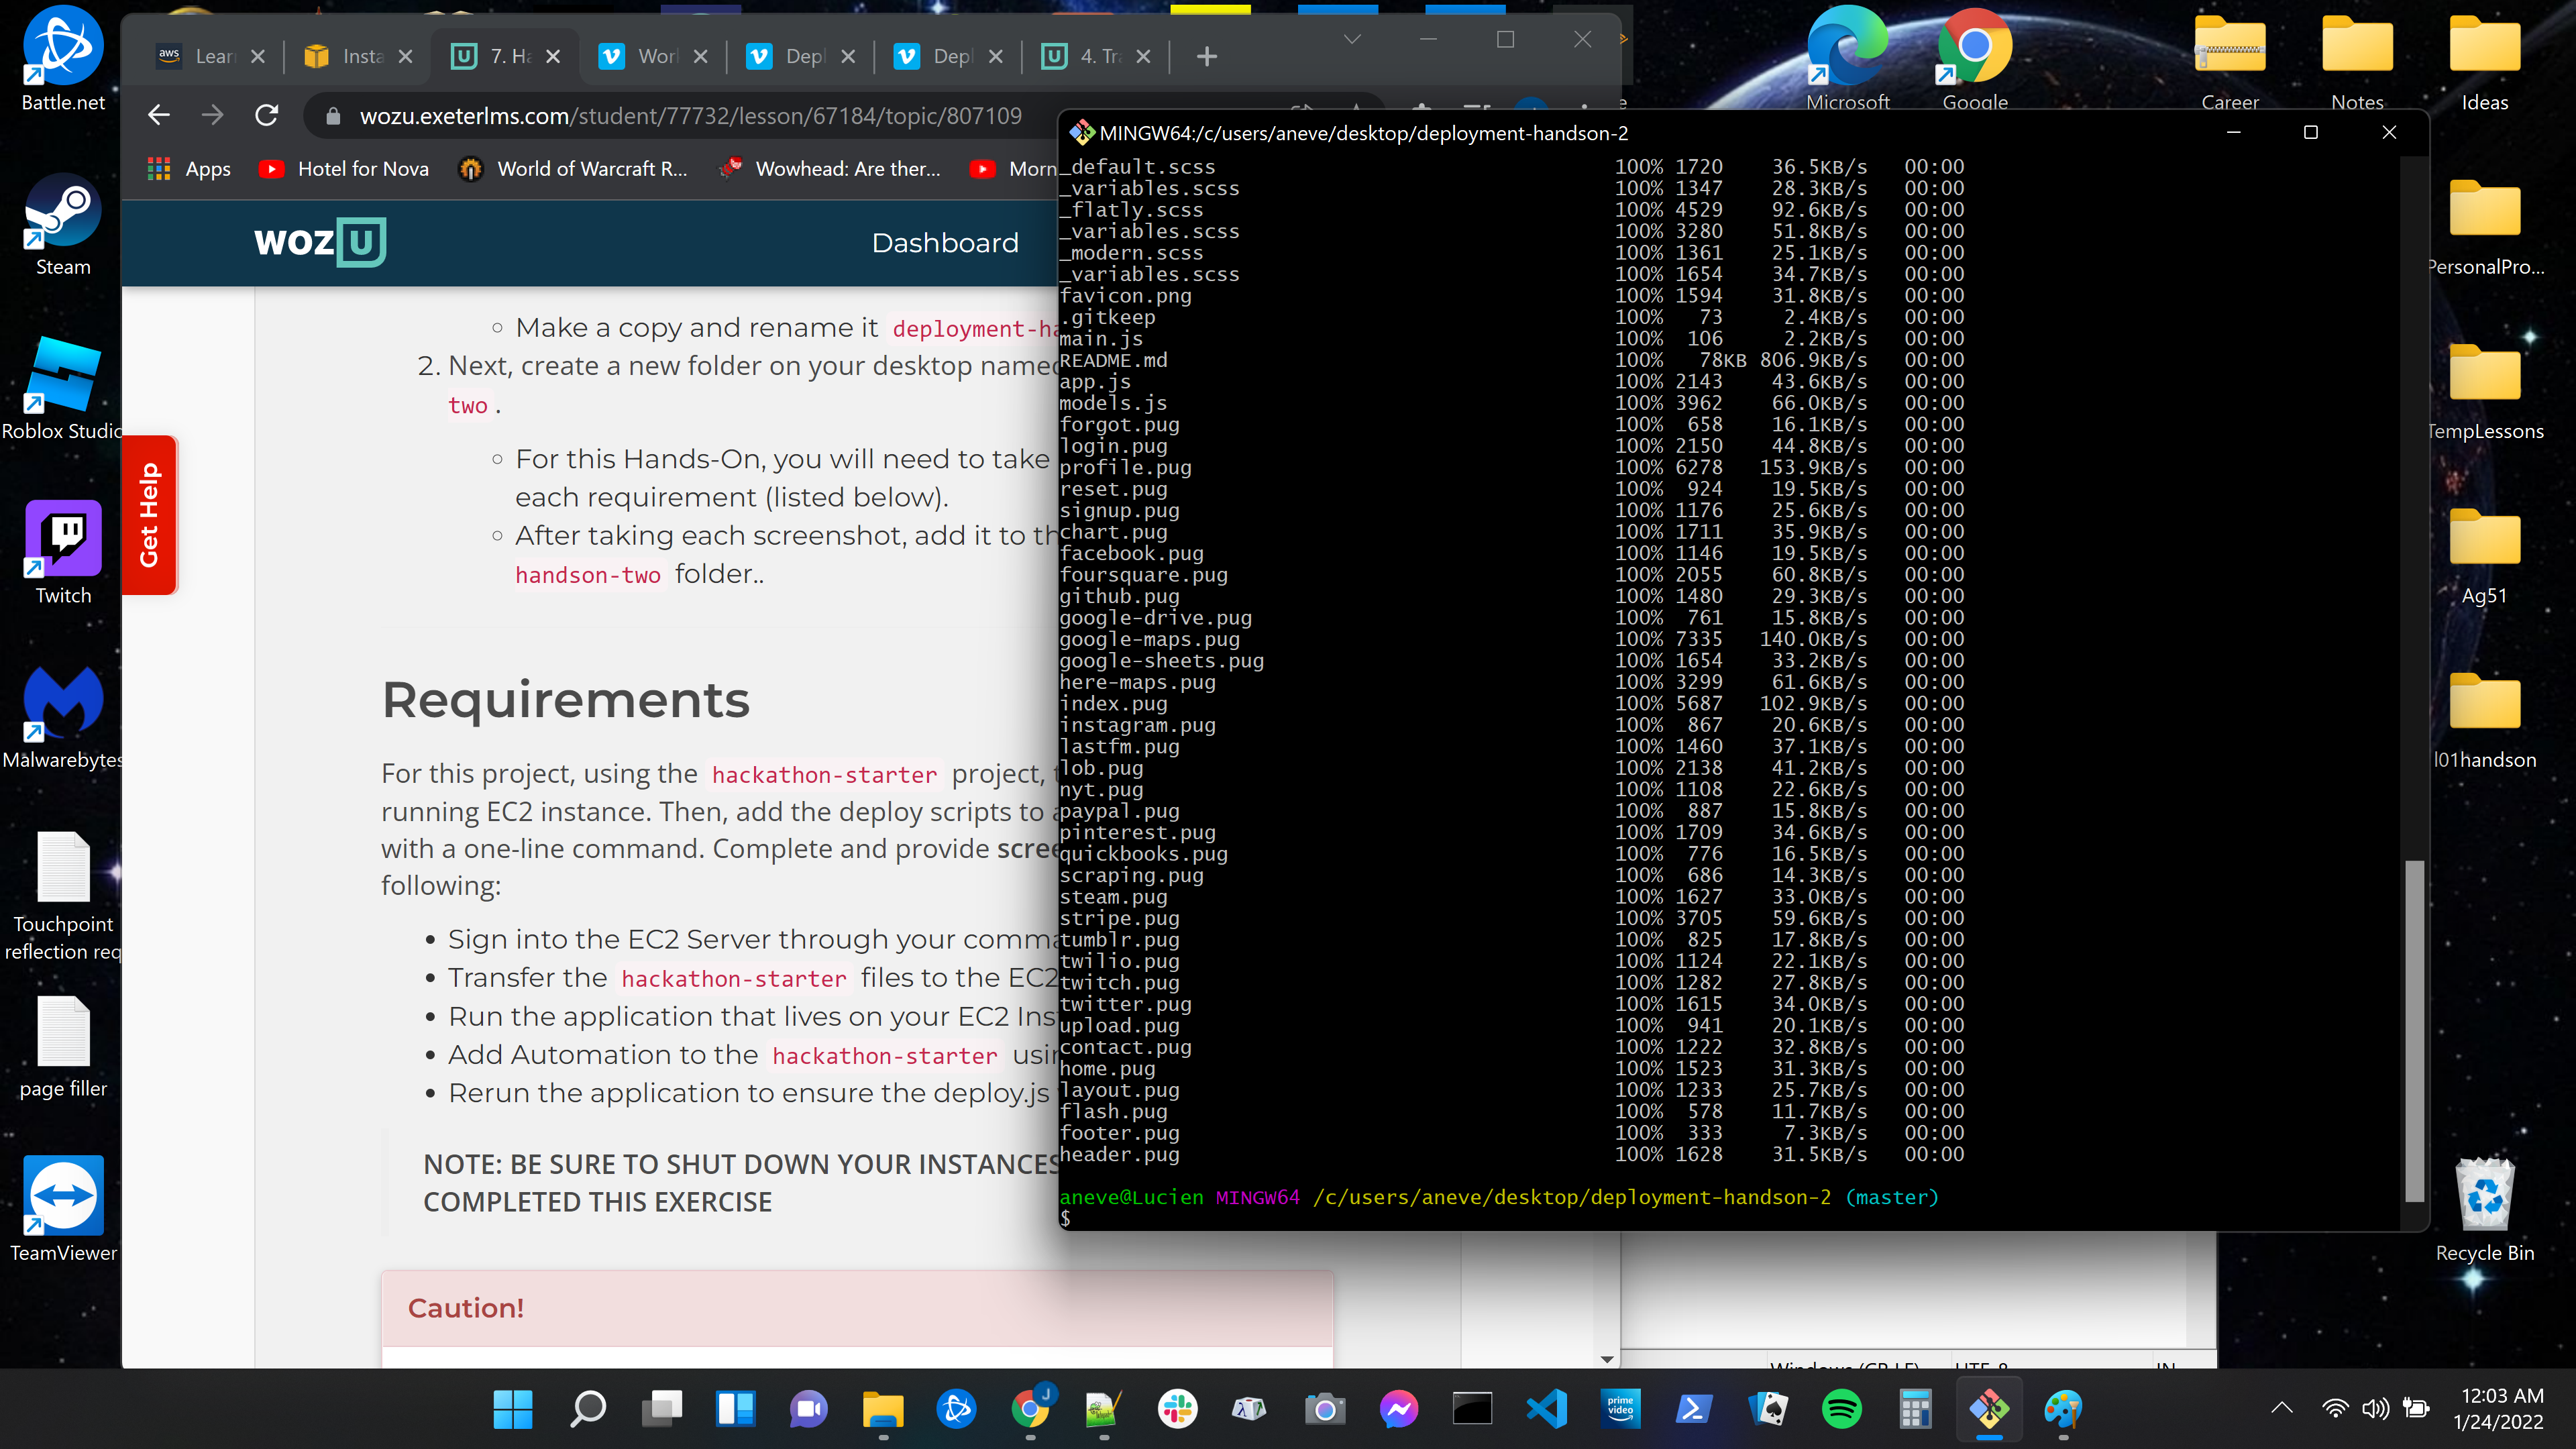 Battle.net
Steam
Roblox Studio
Twitch
Malwarebytes
Touchpoint
reflection req
page filler
TeamViewer
aws Lear
Insta
7. Ha
Worl
Depl
Depl
4. Tra
wozu.exeterlms.com/student/77732/lesson/67184/topic/807109
Apps
Hotel for Nova
World of Warcraft R...
Wowhead: Are ther...
Morn
WOZ U
Dashboard
Get Help
Make a copy and rename it deployment-ha
2. Next, create a new folder on your desktop named
two.
For this Hands-On, you will need to take
each requirement (listed below).
After taking each screenshot, add it to th
handson-two folder..
Requirements
For this project, using the hackathon-starter project, t
running EC2 instance. Then, add the deploy scripts to a
with a one-line command. Complete and provide scree
following:
Sign into the EC2 Server through your comma
Transfer the hackathon-starter files to the EC2
Run the application that lives on your EC2 Ins
Add Automation to the hackathon-starter usin
Rerun the application to ensure the deploy.js
NOTE: BE SURE TO SHUT DOWN YOUR INSTANCES
COMPLETED THIS EXERCISE
Caution!
MINGW64:/c/users/aneve/desktop/deployment-handson-2
_default.scss 100% 1720 36.5KB/s 00:00
_variables.scss 100% 1347 28.3KB/s 00:00
_flatly.scss 100% 4529 92.6KB/s 00:00
_variables.scss 100% 3280 51.8KB/s 00:00
_modern.scss 100% 1361 25.1KB/s 00:00
_variables.scss 100% 1654 34.7KB/s 00:00
favicon.png 100% 1594 31.8KB/s 00:00
.gitkeep 100% 73 2.4KB/s 00:00
main.js 100% 106 2.2KB/s 00:00
README.md 100% 78KB 806.9KB/s 00:00
app.js 100% 2143 43.6KB/s 00:00
models.js 100% 3962 66.0KB/s 00:00
forgot.pug 100% 658 16.1KB/s 00:00
login.pug 100% 2150 44.8KB/s 00:00
profile.pug 100% 6278 153.9KB/s 00:00
reset.pug 100% 924 19.5KB/s 00:00
signup.pug 100% 1176 25.6KB/s 00:00
chart.pug 100% 1711 35.9KB/s 00:00
facebook.pug 100% 1146 19.5KB/s 00:00
foursquare.pug 100% 2055 60.8KB/s 00:00
github.pug 100% 1480 29.3KB/s 00:00
google-drive.pug 100% 761 15.8KB/s 00:00
google-maps.pug 100% 7335 140.0KB/s 00:00
google-sheets.pug 100% 1654 33.2KB/s 00:00
here-maps.pug 100% 3299 61.6KB/s 00:00
index.pug 100% 5687 102.9KB/s 00:00
instagram.pug 100% 867 20.6KB/s 00:00
lastfm.pug 100% 1460 37.1KB/s 00:00
lob.pug 100% 2138 41.2KB/s 00:00
nyt.pug 100% 1108 22.6KB/s 00:00
paypal.pug 100% 887 15.8KB/s 00:00
pinterest.pug 100% 1709 34.6KB/s 00:00
quickbooks.pug 100% 776 16.5KB/s 00:00
scraping.pug 100% 686 14.3KB/s 00:00
steam.pug 100% 1627 33.0KB/s 00:00
stripe.pug 100% 3705 59.6KB/s 00:00
tumblr.pug 100% 825 17.8KB/s 00:00
twilio.pug 100% 1124 22.1KB/s 00:00
twitch.pug 100% 1282 27.8KB/s 00:00
twitter.pug 100% 1615 34.0KB/s 00:00
upload.pug 100% 941 20.1KB/s 00:00
contact.pug 100% 1222 32.8KB/s 00:00
home.pug 100% 1523 31.3KB/s 00:00
layout.pug 100% 1233 25.7KB/s 00:00
flash.pug 100% 578 11.7KB/s 00:00
footer.pug 100% 333 7.3KB/s 00:00
header.pug 100% 1628 31.5KB/s 00:00
aneve@Lucien MINGW64 /c/users/aneve/desktop/deployment-handson-2 (master)
$
Microsoft
Google
Career
Notes
Ideas
PersonalPro...
TempLessons
Ag51
l01handson
Recycle Bin
J
prime
video
12:03 AM
1/24/2022